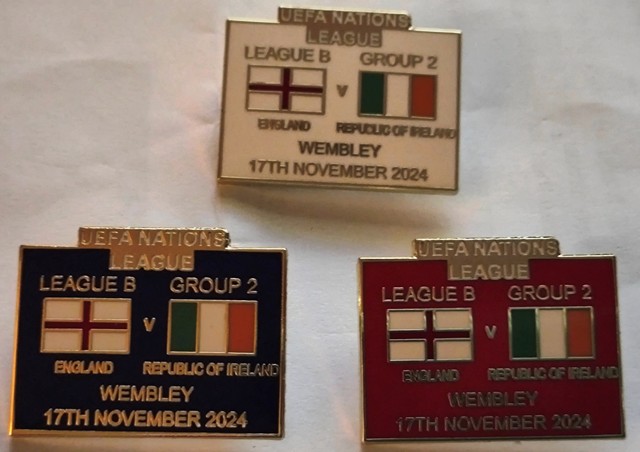 UEFA NATIONS
LEAGUE
LEAGUE B GROUP 2
V
ENGLAND REPUBLIC OF IRELAND
WEMBLEY
17TH NOVEMBER 2024
UEFA NATIONS
LEAGUE
LEAGUE B GROUP 2
V
ENGLAND REPUBLIC OF IRELAND
WEMBLEY
17TH NOVEMBER 2024
UEFA NATIONS
LEAGUE
LEAGUE B GROUP 2
V
ENGLAND REPUBLIC OF IRELAND
WEMBLEY
17TH NOVEMBER 2024